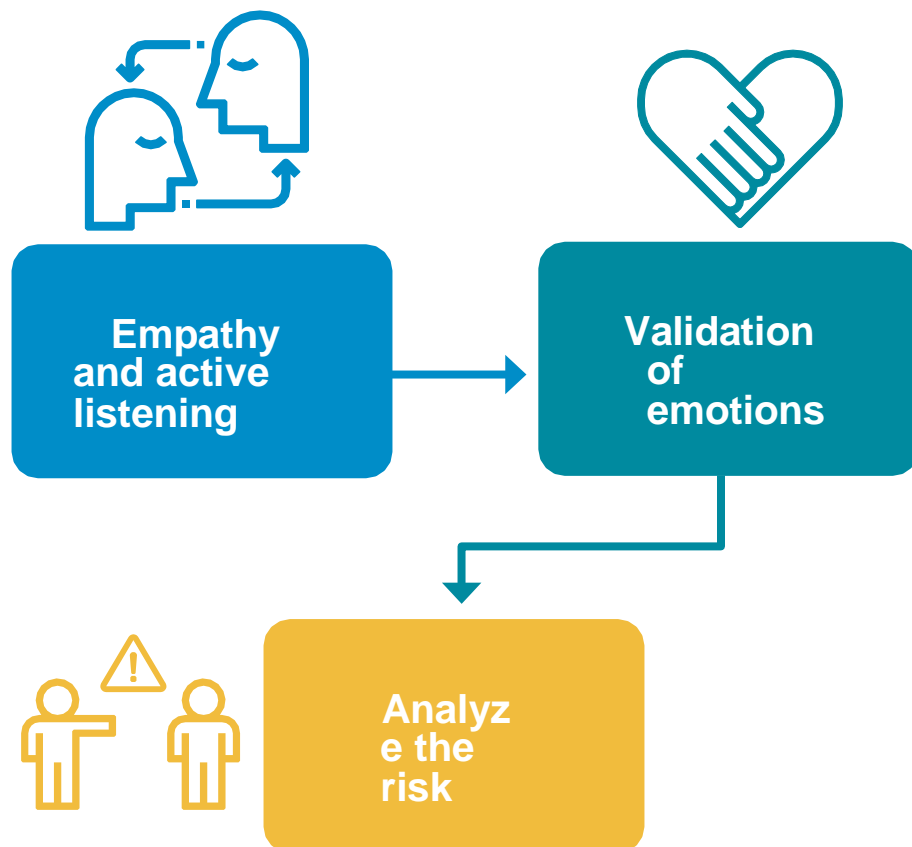 Empathy
and active
listening
Validation
of
emotions
Analyz
e the
risk